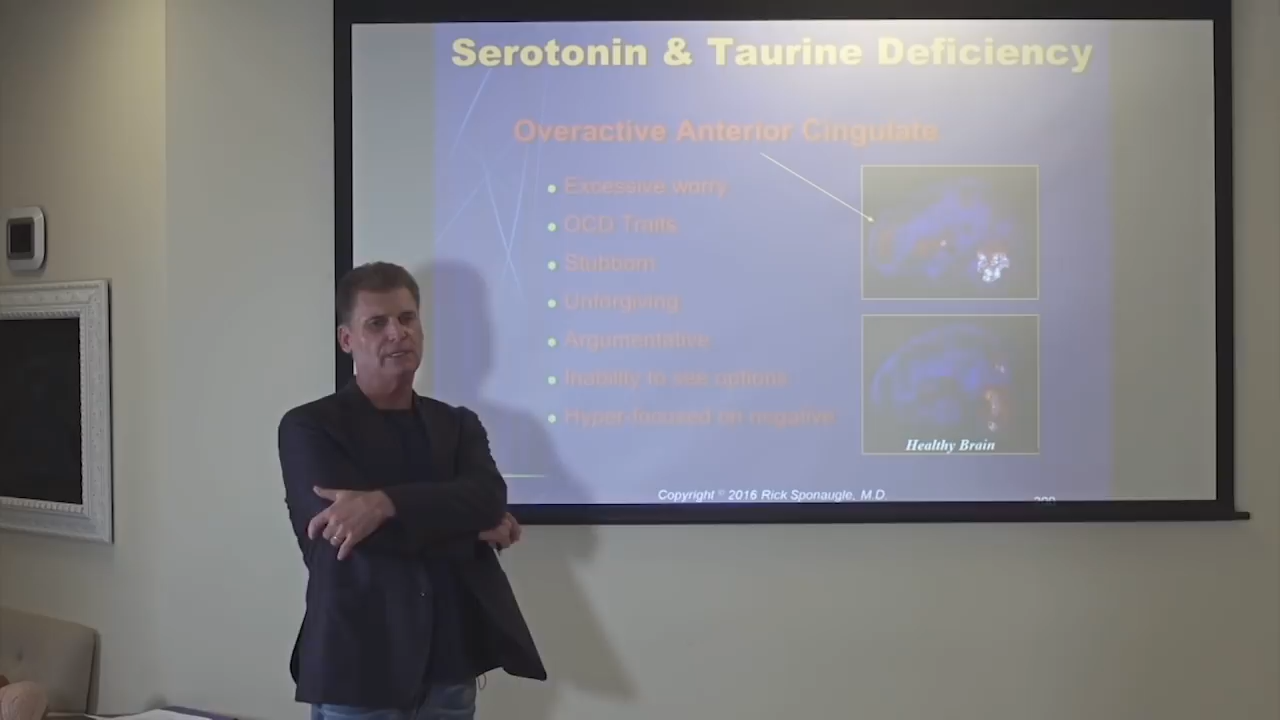 Serotonin & Taurine Deficiency
Overactive Anterior Cingulate
Excessive worry
OCD Traits
Stubborn
Unforgiving
Argumentative
Inability to see options
Hyper-focused on negative
Healthy Brain
Copyright © 2016 Rick Sponaugle, M.D.